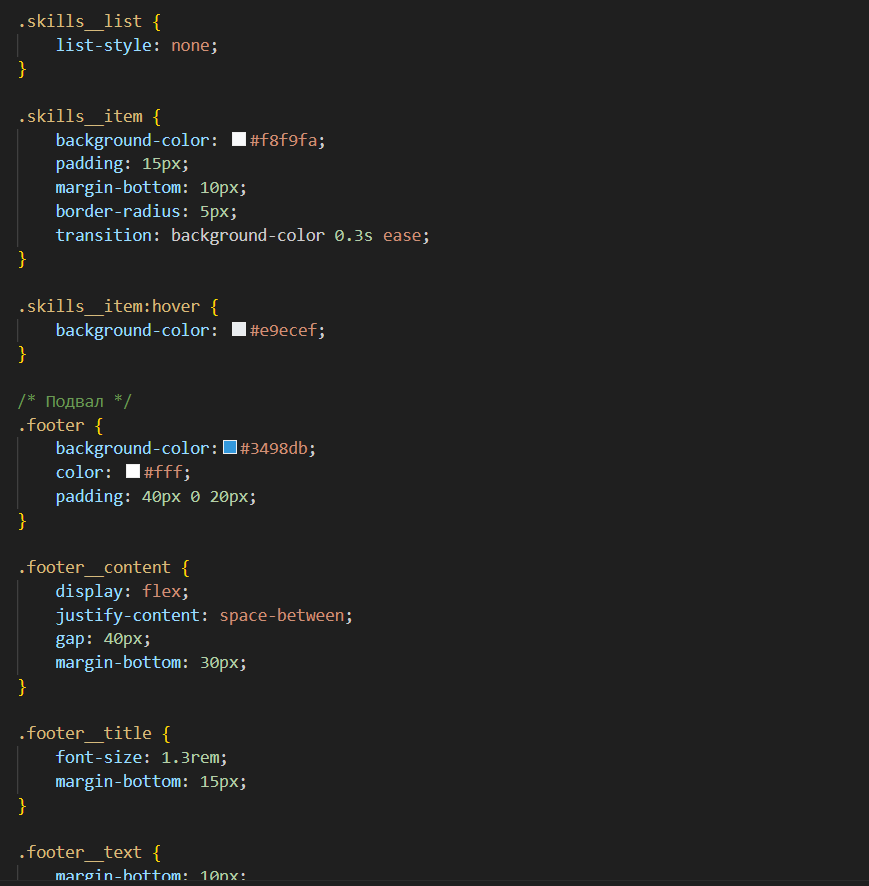 .skills__list {
    list-style: none;
}

.skills__item {
    background-color: #f8f9fa;
    padding: 15px;
    margin-bottom: 10px;
    border-radius: 5px;
    transition: background-color 0.3s ease;
}

.skills__item:hover {
    background-color: #e9ecef;
}

/* Подвал */
.footer {
    background-color: #3498db;
    color: #fff;
    padding: 40px 0 20px;
}

.footer__content {
    display: flex;
    justify-content: space-between;
    gap: 40px;
    margin-bottom: 30px;
}

.footer__title {
    font-size: 1.3rem;
    margin-bottom: 15px;
}

.footer__text {
    margin-bottom: 10px;